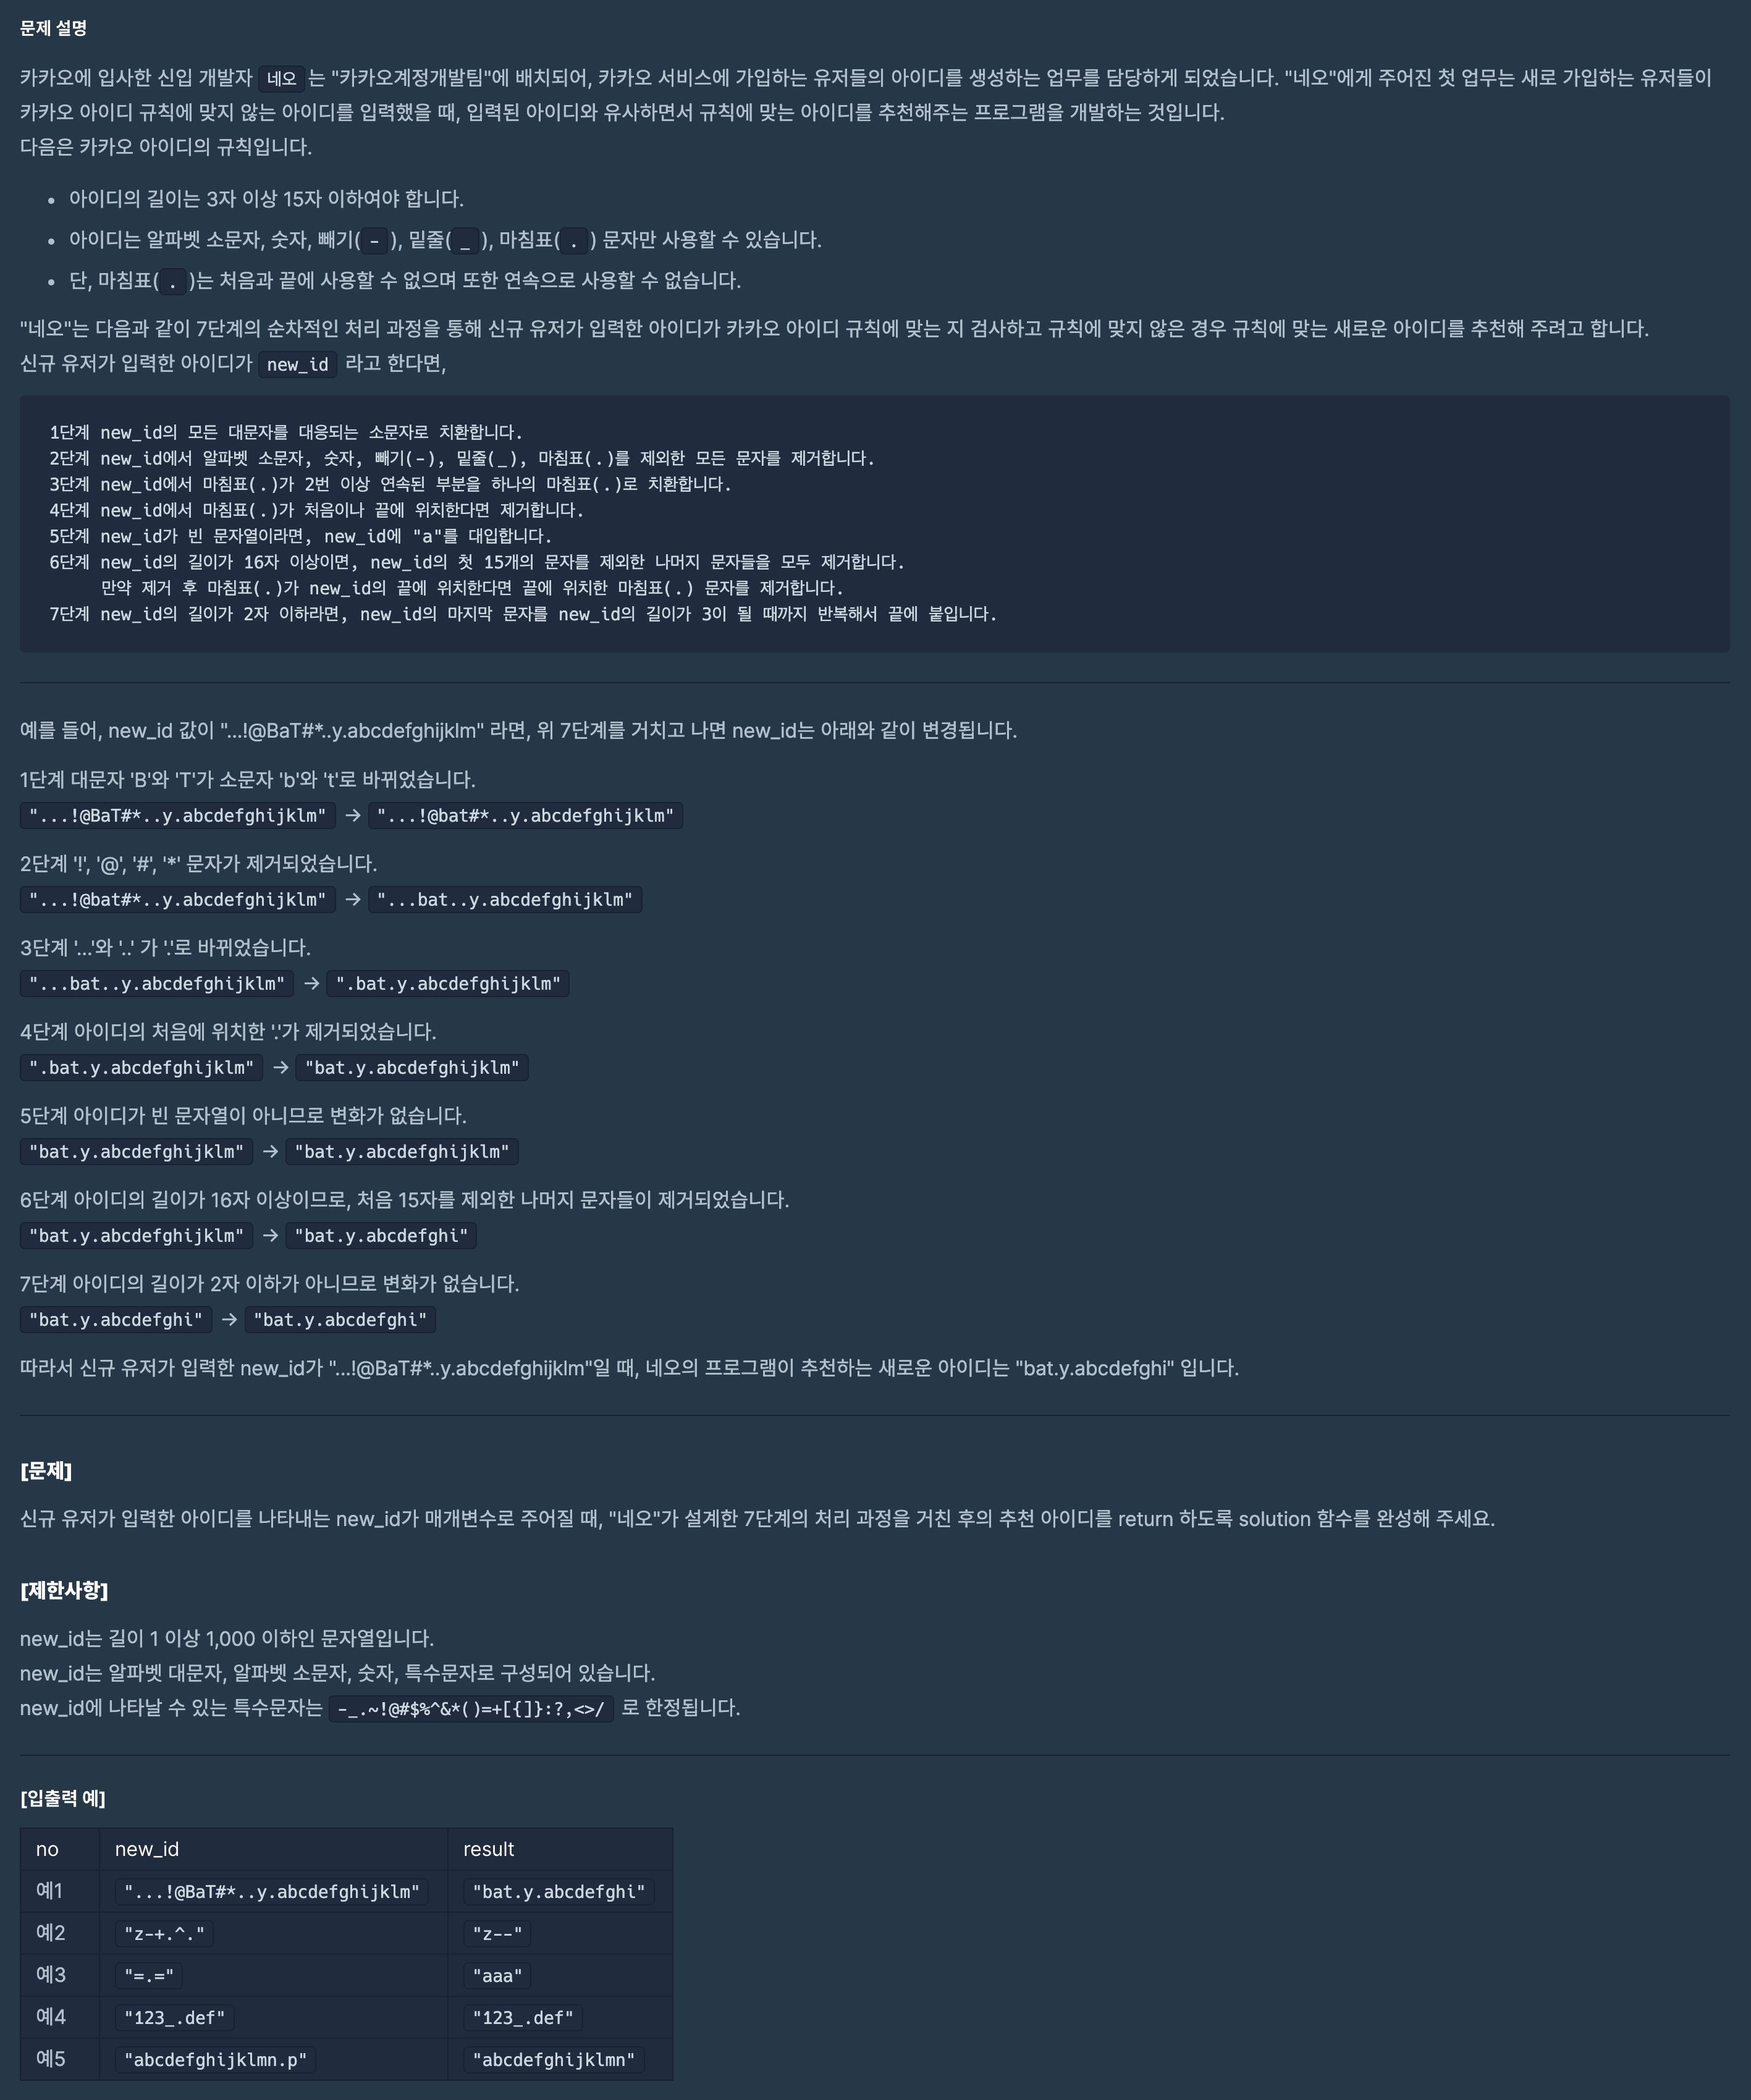 문제 설명
카카오에 입사한 신입 개발자 네오 는 "카카오계정개발팀"에 배치되어, 카카오 서비스에 가입하는 유저들의 아이디를 생성하는 업무를 담당하게 되었습니다. "네오"에게 주어진 첫 업무는 새로 가입하는 유저들이
카카오 아이디 규칙에 맞지 않는 아이디를 입력했을 때, 입력된 아이디와 유사하면서 규칙에 맞는 아이디를 추천해주는 프로그램을 개발하는 것입니다.
다음은 카카오 아이디의 규칙입니다.
• 아이디의 길이는 3자 이상 15자 이하여야 합니다.
• 아이디는 알파벳 소문자, 숫자, 빼기( - ), 밑줄( _ ), 마침표( . ) 문자만 사용할 수 있습니다.
• 단, 마침표( . )는 처음과 끝에 사용할 수 없으며 또한 연속으로 사용할 수 없습니다.
"네오"는 다음과 같이 7단계의 순차적인 처리 과정을 통해 신규 유저가 입력한 아이디가 카카오 아이디 규칙에 맞는 지 검사하고 규칙에 맞지 않은 경우 규칙에 맞는 새로운 아이디를 추천해 주려고 합니다.
신규 유저가 입력한 아이디가 new_id 라고 한다면,
1단계 new_id의 모든 대문자를 대응되는 소문자로 치환합니다.
2단계 new_id에서 알파벳 소문자, 숫자, 빼기(-), 밑줄(_), 마침표(.)를 제외한 모든 문자를 제거합니다.
3단계 new_id에서 마침표(.)가 2번 이상 연속된 부분을 하나의 마침표(.)로 치환합니다.
4단계 new_id에서 마침표(.)가 처음이나 끝에 위치한다면 제거합니다.
5단계 new_id가 빈 문자열이라면, new_id에 "a"를 대입합니다.
6단계 new_id의 길이가 16자 이상이면, new_id의 첫 15개의 문자를 제외한 나머지 문자들을 모두 제거합니다.
만약 제거 후 마침표(.)가 new_id의 끝에 위치한다면 끝에 위치한 마침표(.) 문자를 제거합니다.
7단계 new_id의 길이가 2자 이하라면, new_id의 마지막 문자를 new_id의 길이가 3이 될 때까지 반복해서 끝에 붙입니다.
예를 들어, new_id 값이 "...!@BaT#*..y.abcdefghijklm" 라면, 위 7단계를 거치고 나면 new_id는 아래와 같이 변경됩니다.
1단계 대문자 'B'와 'T'가 소문자 'b'와 't'로 바뀌었습니다.
"...!@BaT#*..y.abcdefghijklm" → "...!@bat#*..y.abcdefghijklm"
2단계 '!', '@', '#', '*' 문자가 제거되었습니다.
"...!@bat#*..y.abcdefghijklm" → "...bat..y.abcdefghijklm"
3단계 '...'와 '..' 가 '.'로 바뀌었습니다.
"...bat..y.abcdefghijklm" → ".bat.y.abcdefghijklm"
4단계 아이디의 처음에 위치한 '.'가 제거되었습니다.
".bat.y.abcdefghijklm" → "bat.y.abcdefghijklm"
5단계 아이디가 빈 문자열이 아니므로 변화가 없습니다.
"bat.y.abcdefghijklm" → "bat.y.abcdefghijklm"
6단계 아이디의 길이가 16자 이상이므로, 처음 15자를 제외한 나머지 문자들이 제거되었습니다.
"bat.y.abcdefghijklm" → "bat.y.abcdefghi"
7단계 아이디의 길이가 2자 이하가 아니므로 변화가 없습니다.
"bat.y.abcdefghi" → "bat.y.abcdefghi"
따라서 신규 유저가 입력한 new_id가 "...!@BaT#*..y.abcdefghijklm"일 때, 네오의 프로그램이 추천하는 새로운 아이디는 "bat.y.abcdefghi" 입니다.
[문제]
신규 유저가 입력한 아이디를 나타내는 new_id가 매개변수로 주어질 때, "네오"가 설계한 7단계의 처리 과정을 거친 후의 추천 아이디를 return 하도록 solution 함수를 완성해 주세요.
[제한사항]
new_id는 길이 1 이상 1,000 이하인 문자열입니다.
new_id는 알파벳 대문자, 알파벳 소문자, 숫자, 특수문자로 구성되어 있습니다.
new_id에 나타날 수 있는 특수문자는 -_.~!@#$%^&*()=+[{]}:?,<>/ 로 한정됩니다.
[입출력 예]
no new_id result
예1 "...!@BaT#*..y.abcdefghijklm" "bat.y.abcdefghi"
예2 "z-+.^." "z--"
예3 "=.=" "aaa"
예4 "123_.def" "123_.def"
예5 "abcdefghijklmn.p" "abcdefghijklmn"